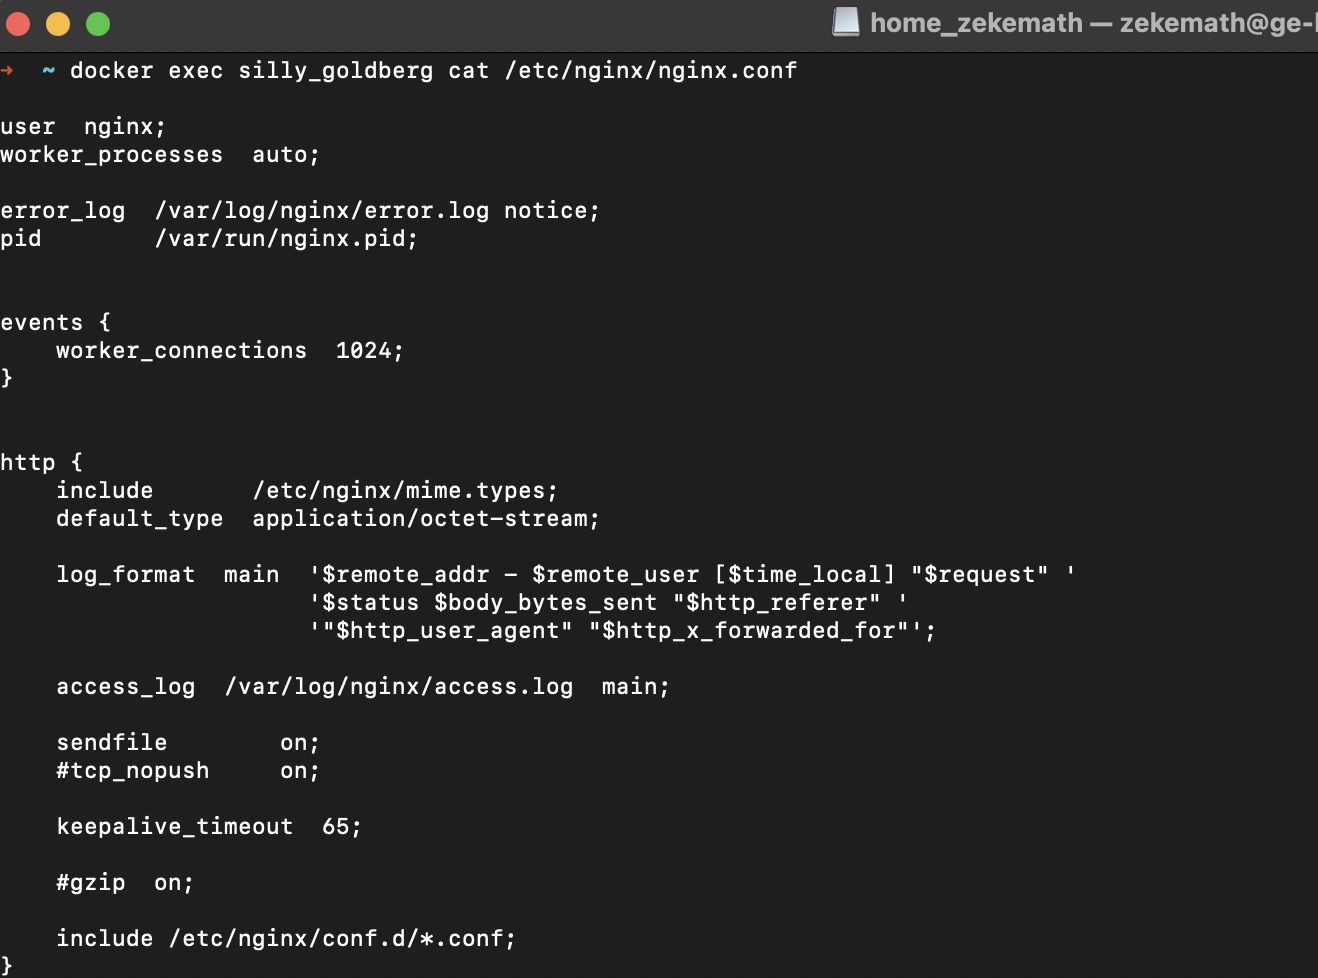 home_zekemath — zekemath@ge-
➜ ~ docker exec silly_goldberg cat /etc/nginx/nginx.conf

user  nginx;
worker_processes  auto;

error_log  /var/log/nginx/error.log notice;
pid        /var/run/nginx.pid;


events {
    worker_connections  1024;
}


http {
    include       /etc/nginx/mime.types;
    default_type  application/octet-stream;

    log_format  main  '$remote_addr - $remote_user [$time_local] "$request" '
                      '$status $body_bytes_sent "$http_referer" '
                      '"$http_user_agent" "$http_x_forwarded_for"';

    access_log  /var/log/nginx/access.log  main;

    sendfile        on;
    #tcp_nopush     on;

    keepalive_timeout  65;

    #gzip  on;

    include /etc/nginx/conf.d/*.conf;
}